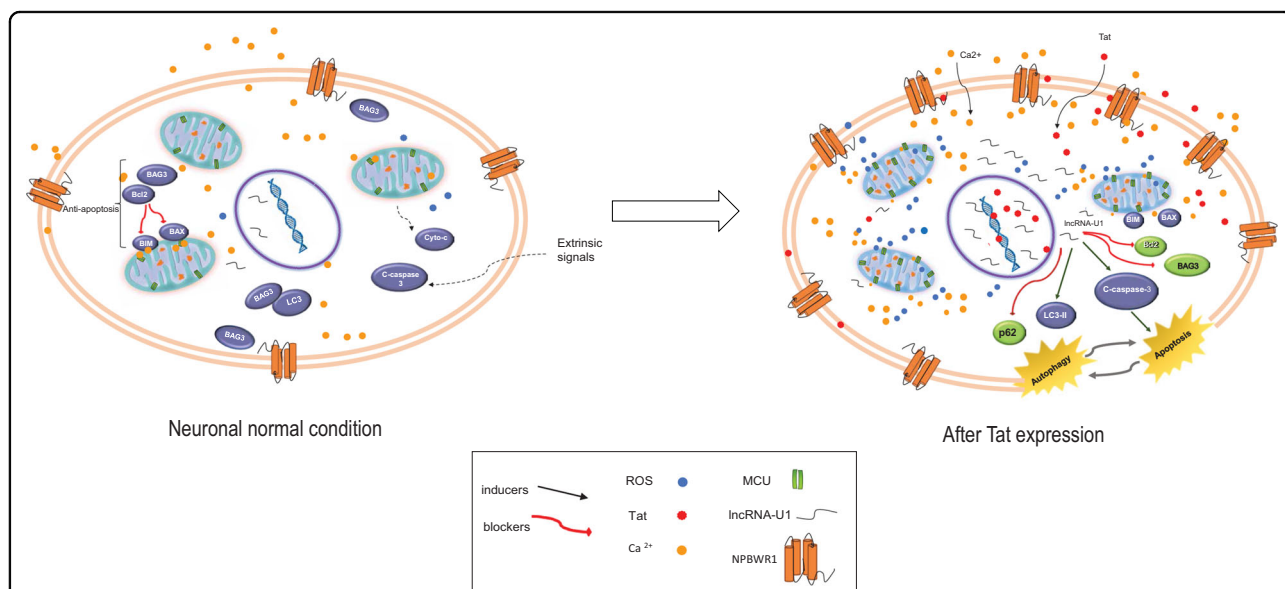 BAG3
BAG3
Bcl2
Anti-apoptosis
BAX
BIM
Cyto-c
C-caspase
3
Extrinsic
signals
BAG3
LC3
BAG3
Neuronal normal condition
Ca2+
Tat
BIM
BAX
lncRNA-U1
Bcl2
BAG3
C-caspase-3
LC3-II
p62
Autophagy
Apoptosis
After Tat expression
inducers
blockers
ROS
Tat
Ca 2+
MCU
lncRNA-U1
NPBWR1